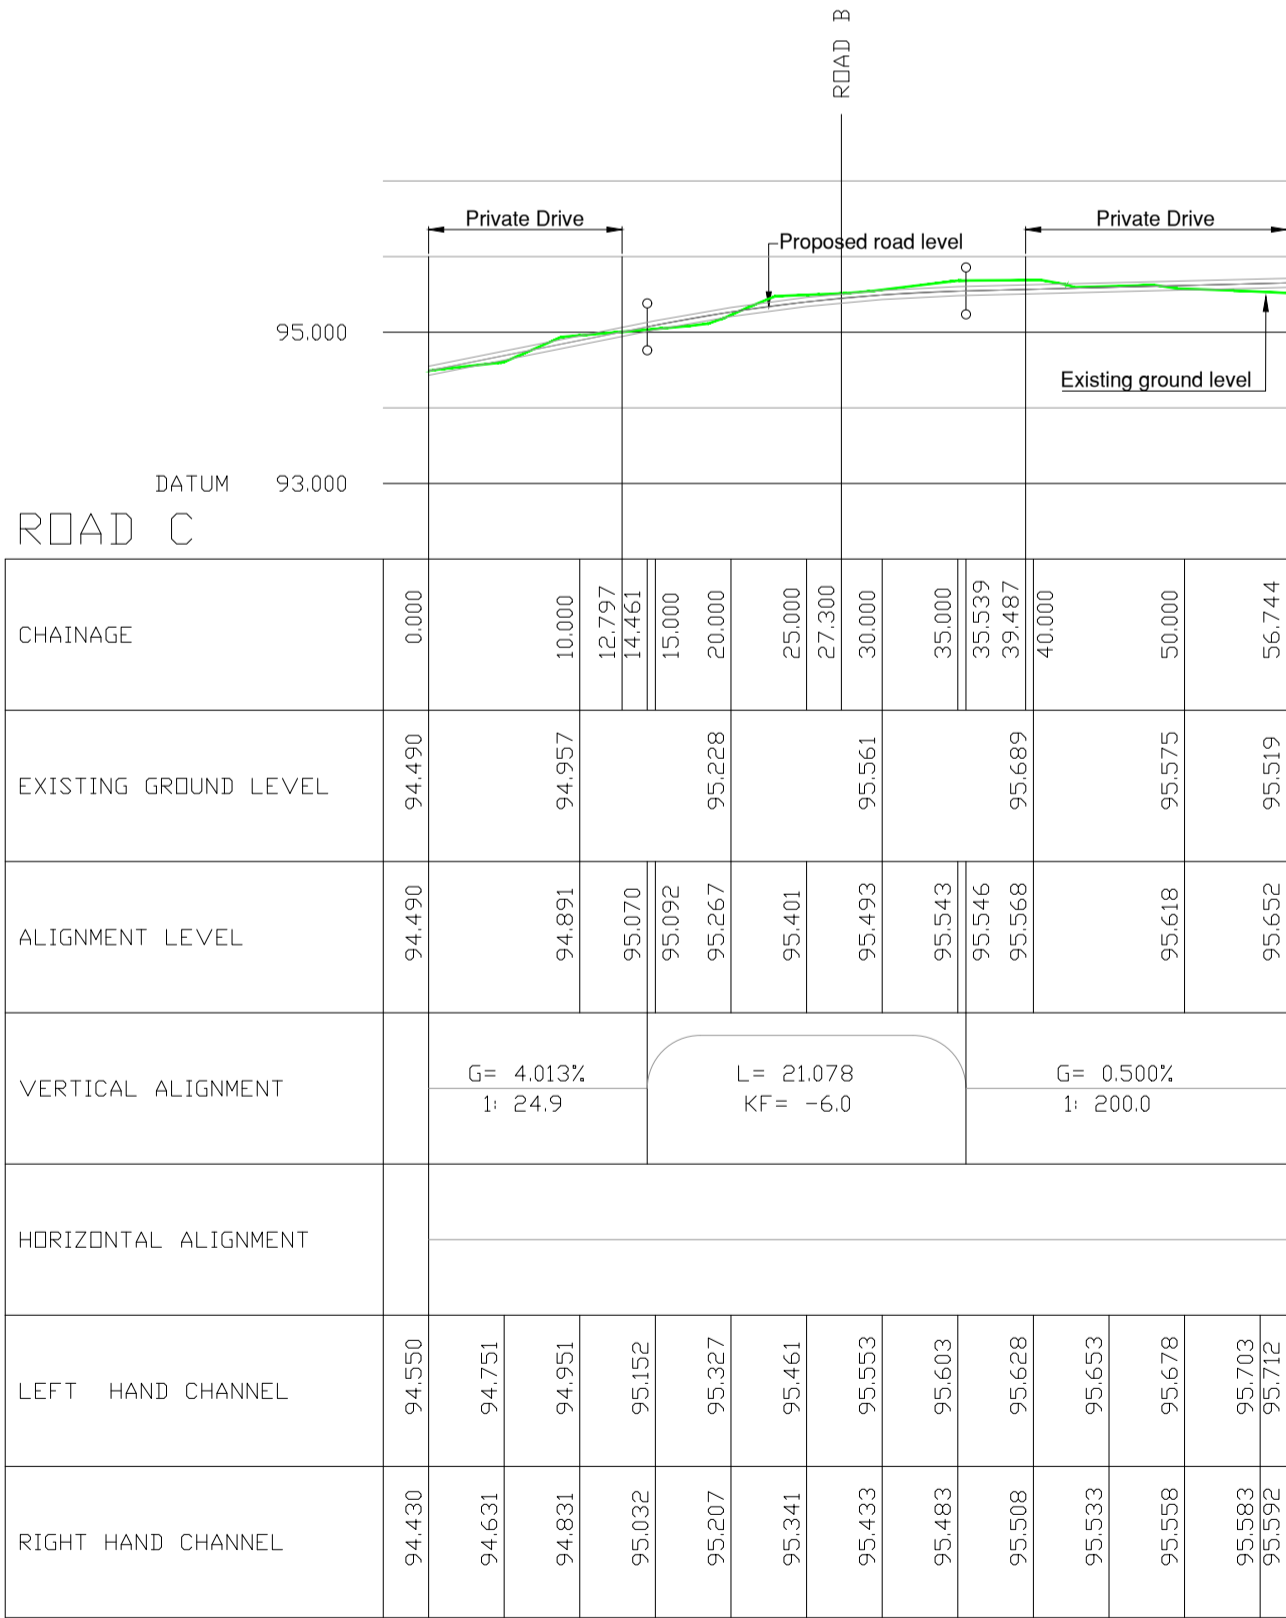 ROAD B
Private Drive
Private Drive
Proposed road level
95.000
Existing ground level
DATUM 93.000
ROAD C
CHAINAGE 0.000 10.000 12.797 14.461 15.000 20.000 25.000 27.300 30.000 35.000 35.539 39.487 40.000 50.000 56.744
EXISTING GROUND LEVEL 94.490 94.957 95.228 95.561 95.689 95.575 95.519
ALIGNMENT LEVEL 94.490 94.891 95.070 95.092 95.267 95.401 95.493 95.543 95.546 95.568 95.618 95.652
VERTICAL ALIGNMENT
G= 4.013% L= 21.078 G= 0.500%
1: 24.9 KF= -6.0 1: 200.0
HORIZONTAL ALIGNMENT
LEFT HAND CHANNEL 94.550 94.751 94.951 95.152 95.327 95.461 95.553 95.603 95.628 95.653 95.678 95.703 95.712
RIGHT HAND CHANNEL 94.430 94.631 94.831 95.032 95.207 95.341 95.433 95.483 95.508 95.533 95.558 95.583 95.592